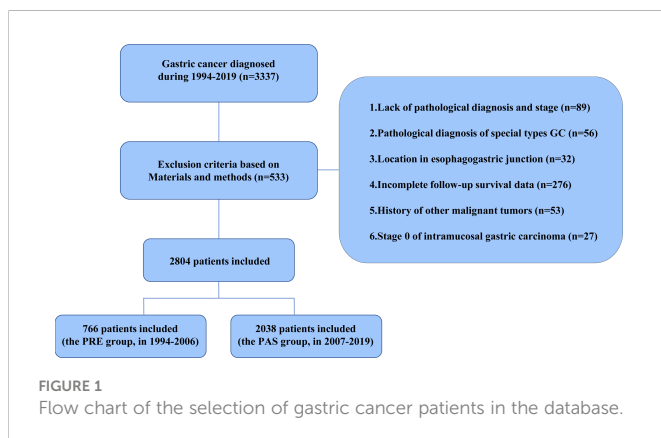 Gastric cancer diagnosed
during 1994-2019 (n=3337)
Exclusion criteria based on
Materials and methods (n=533)
1.Lack of pathological diagnosis and stage (n=89)
2.Pathological diagnosis of special types GC (n=56)
3.Location in esophagogastric junction (n=32)
4.Incomplete follow-up survival data (n=276)
5.History of other malignant tumors (n=53)
6.Stage 0 of intramucosal gastric carcinoma (n=27)
2804 patients included
766 patients included
(the PRE group, in 1994-2006)
2038 patients included
(the PAS group, in 2007-2019)
FIGURE 1
Flow chart of the selection of gastric cancer patients in the database.